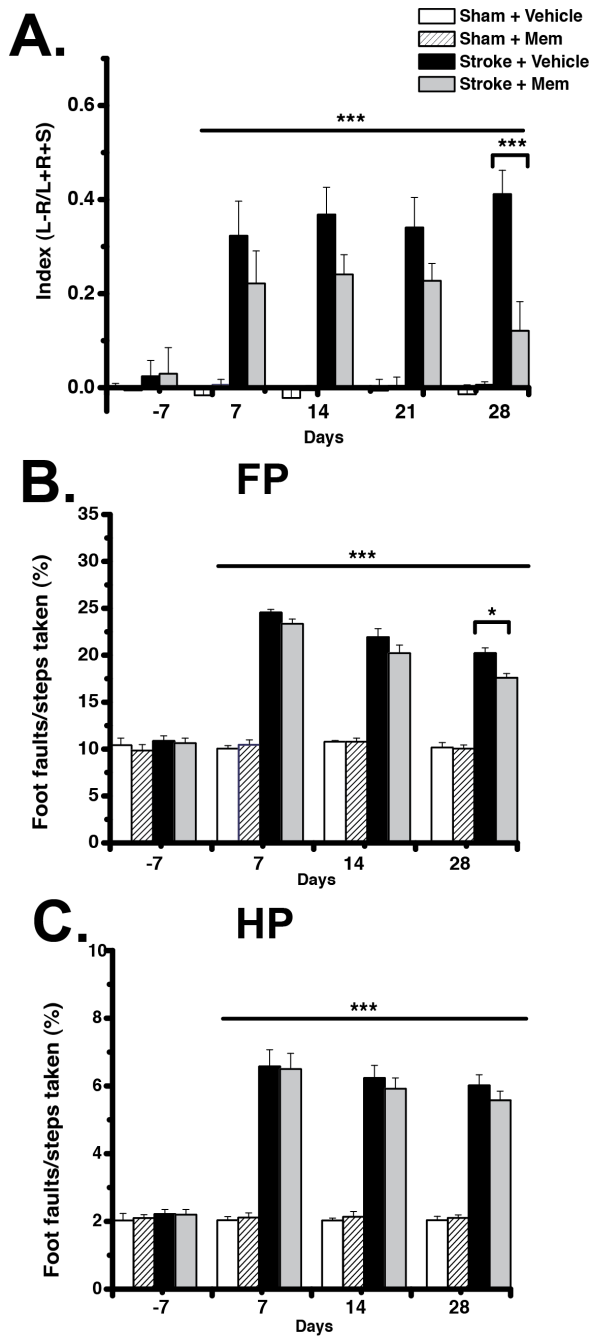 A.
Sham + Vehicle
Sham + Mem
Stroke + Vehicle
Stroke + Mem
Index (L-R/L+R+S)
0.6
0.4
0.2
0.0
***
***
-7 7 14 21 28
Days
B. FP
Foot faults/steps taken (%)
35
30
25
20
15
10
5
0
***
*
-7 7 14 28
Days
C. HP
Foot faults/steps taken (%)
10
8
6
4
2
0
***
-7 7 14 28
Days